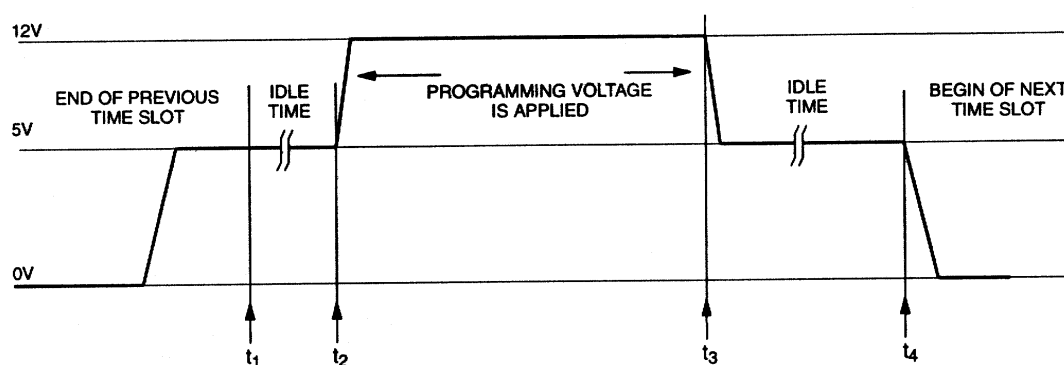 12V
END OF PREVIOUS
TIME SLOT
IDLE
TIME
PROGRAMMING VOLTAGE
IS APPLIED
IDLE
TIME
BEGIN OF NEXT
TIME SLOT
5V
0V
t1
t2
t3
t4